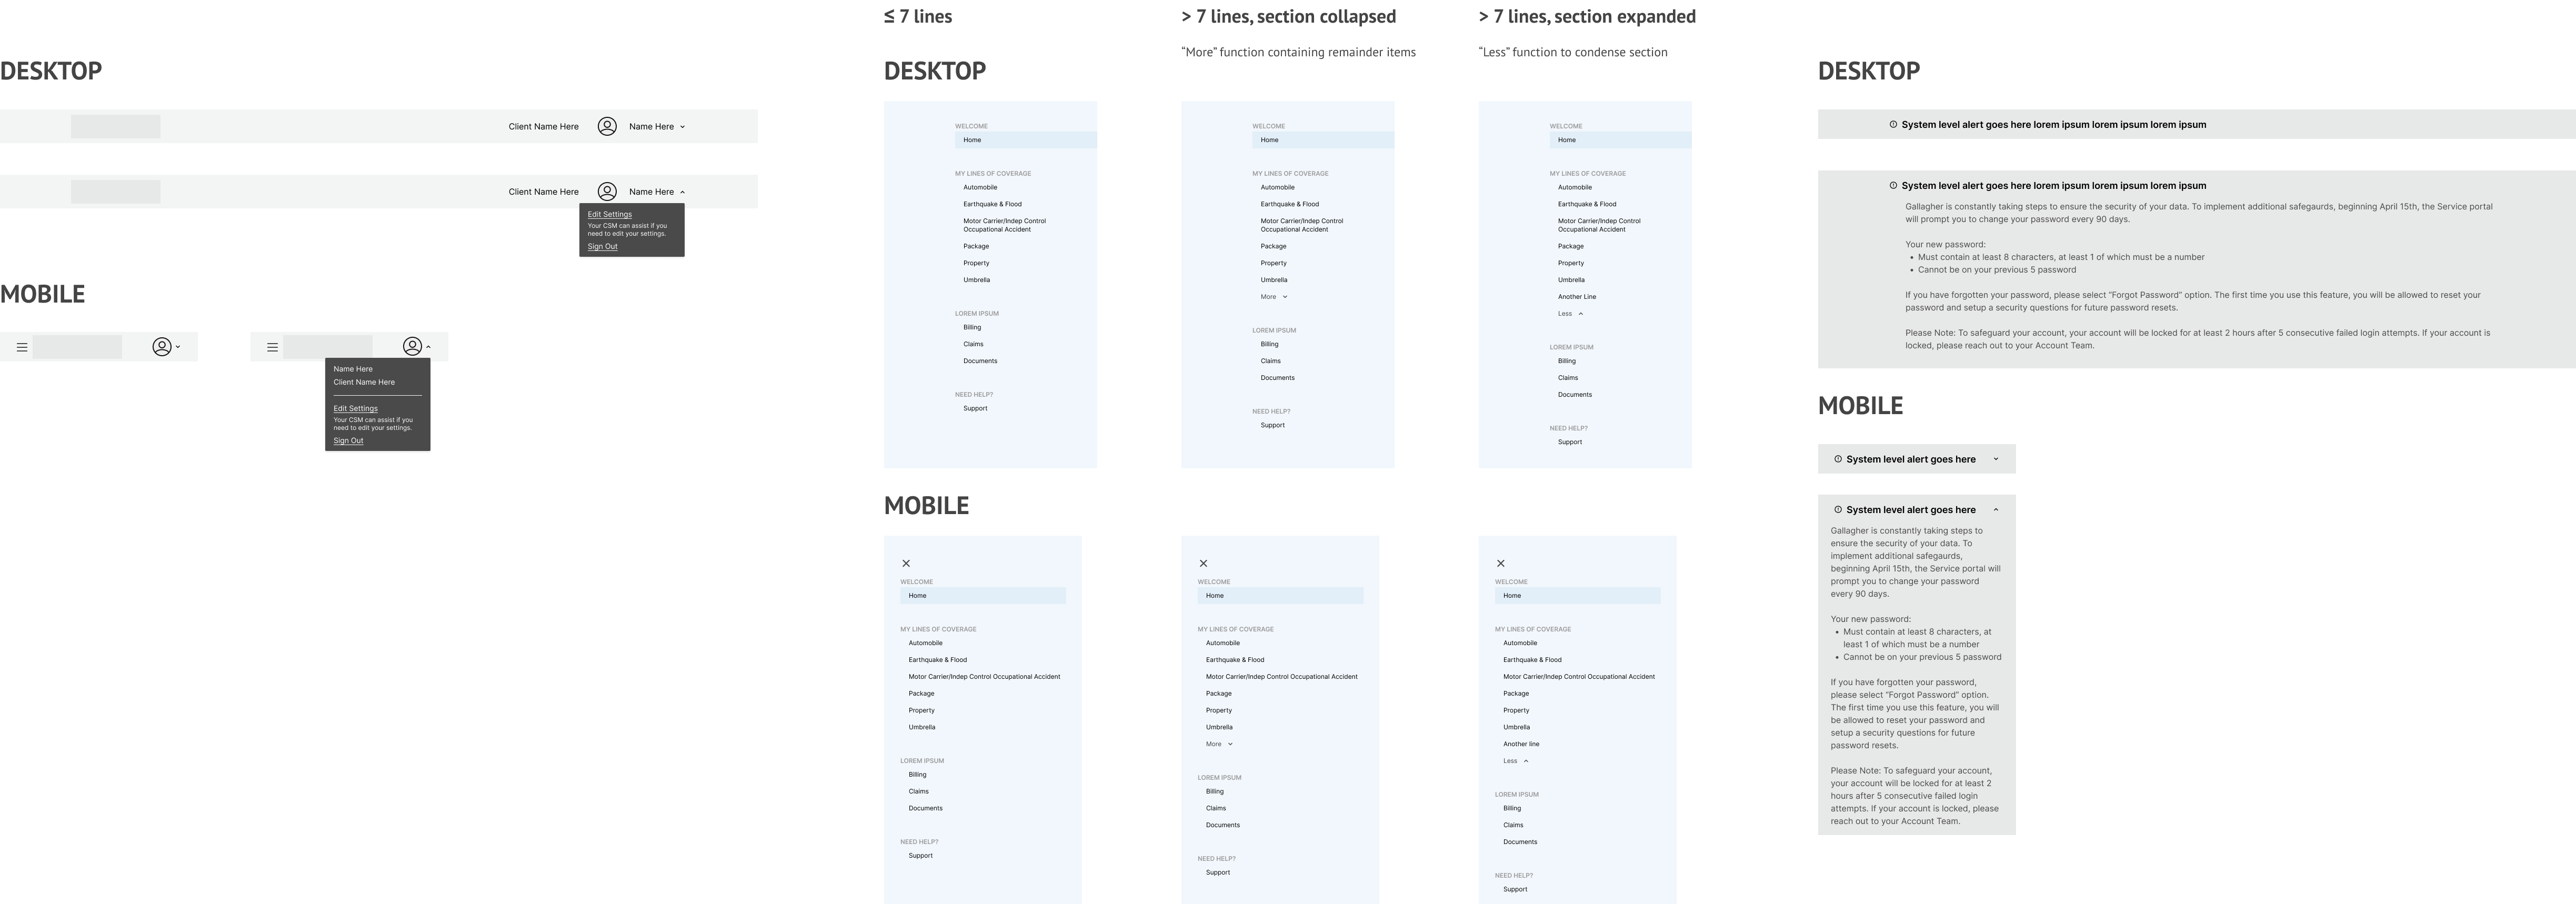 DESKTOP
Client Name Here
Name Here
Client Name Here
Name Here
Edit Settings
Your CSM can assist if you
need to edit your settings.
Sign Out
MOBILE
Name Here
Client Name Here
Edit Settings
Your CSM can assist if you
need to edit your settings.
Sign Out
≤ 7 lines
DESKTOP
WELCOME
Home
MY LINES OF COVERAGE
Automobile
Earthquake & Flood
Motor Carrier/Indep Control
Occupational Accident
Package
Property
Umbrella
LOREM IPSUM
Billing
Claims
Documents
NEED HELP?
Support
> 7 lines, section collapsed
“More” function containing remainder items
WELCOME
Home
MY LINES OF COVERAGE
Automobile
Earthquake & Flood
Motor Carrier/Indep Control
Occupational Accident
Package
Property
Umbrella
More
LOREM IPSUM
Billing
Claims
Documents
NEED HELP?
Support
> 7 lines, section expanded
“Less” function to condense section
WELCOME
Home
MY LINES OF COVERAGE
Automobile
Earthquake & Flood
Motor Carrier/Indep Control
Occupational Accident
Package
Property
Umbrella
Another Line
Less
LOREM IPSUM
Billing
Claims
Documents
NEED HELP?
Support
MOBILE
WELCOME
Home
MY LINES OF COVERAGE
Automobile
Earthquake & Flood
Motor Carrier/Indep Control Occupational Accident
Package
Property
Umbrella
LOREM IPSUM
Billing
Claims
Documents
NEED HELP?
Support
WELCOME
Home
MY LINES OF COVERAGE
Automobile
Earthquake & Flood
Motor Carrier/Indep Control Occupational Accident
Package
Property
Umbrella
More
LOREM IPSUM
Billing
Claims
Documents
NEED HELP?
Support
WELCOME
Home
MY LINES OF COVERAGE
Automobile
Earthquake & Flood
Motor Carrier/Indep Control Occupational Accident
Package
Property
Umbrella
Another line
Less
LOREM IPSUM
Billing
Claims
Documents
NEED HELP?
Support
DESKTOP
System level alert goes here lorem ipsum lorem ipsum lorem ipsum
System level alert goes here lorem ipsum lorem ipsum lorem ipsum
Gallagher is constantly taking steps to ensure the security of your data. To implement additional safegaurds, beginning April 15th, the Service portal
will prompt you to change your password every 90 days.
Your new password:
• Must contain at least 8 characters, at least 1 of which must be a number
• Cannot be on your previous 5 password
If you have forgotten your password, please select "Forgot Password" option. The first time you use this feature, you will be allowed to reset your
password and setup a security questions for future password resets.
Please Note: To safeguard your account, your account will be locked for at least 2 hours after 5 consecutive failed login attempts. If your account is
locked, please reach out to your Account Team.
MOBILE
System level alert goes here
System level alert goes here
Gallagher is constantly taking steps to
ensure the security of your data. To
implement additional safegaurds,
beginning April 15th, the Service portal will
prompt you to change your password
every 90 days.
Your new password:
• Must contain at least 8 characters, at
least 1 of which must be a number
• Cannot be on your previous 5 password
If you have forgotten your password,
please select "Forgot Password" option.
The first time you use this feature, you will
be allowed to reset your password and
setup a security questions for future
password resets.
Please Note: To safeguard your account,
your account will be locked for at least 2
hours after 5 consecutive failed login
attempts. If your account is locked, please
reach out to your Account Team.